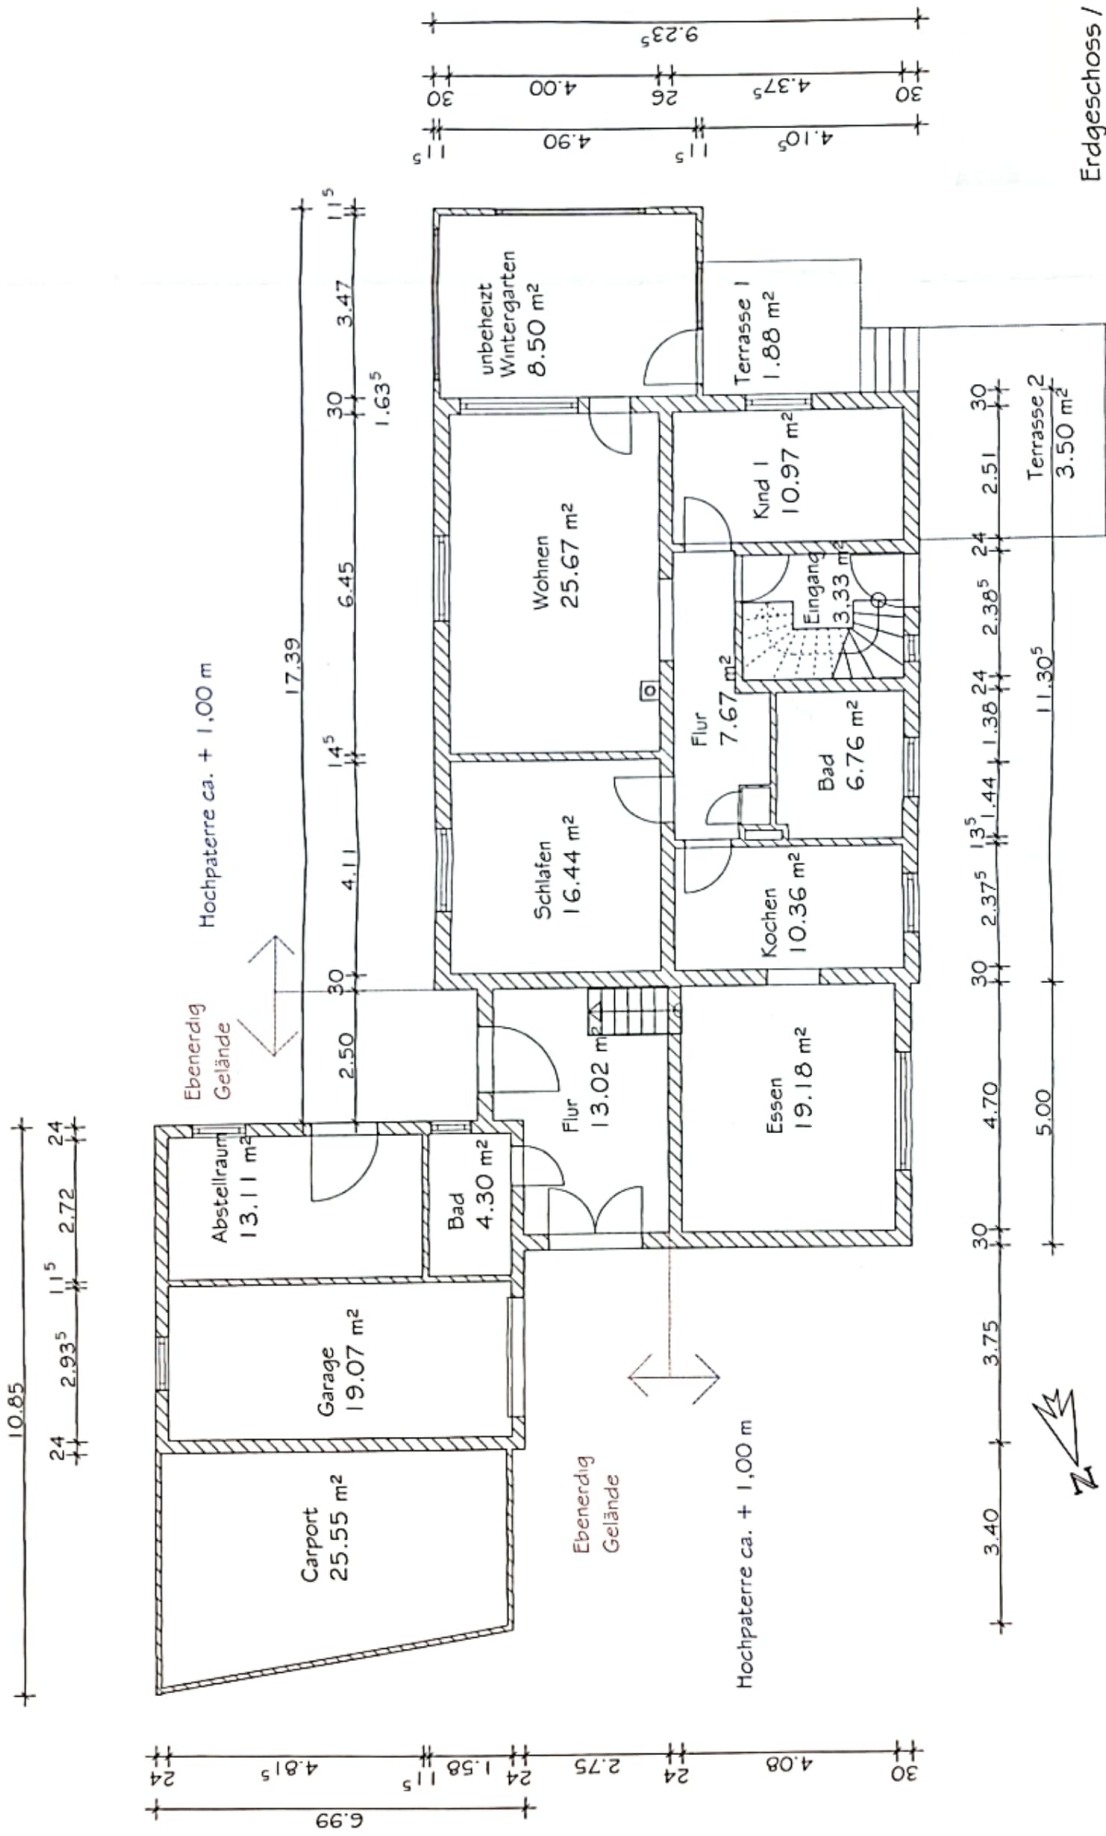 Erdgeschoss /
10.85
24
2.93⁵
11⁵
2.72
24
17.39
2.50
30
4.11
14⁵
6.45
30
3.47
11⁵
1.63⁵
Hochpaterre ca. + 1,00 m
Ebenerdig
Gelände
Carport
25.55 m²
Garage
19.07 m²
Abstellraum
13.11 m²
Bad
4.30 m²
Flur
13.02 m²
Essen
19.18 m²
Schlafen
16.44 m²
Kochen
10.36 m²
Wohnen
25.67 m²
Flur
7.67 m²
Bad
6.76 m²
Eingang
3.33 m²
Kind 1
10.97 m²
unbeheizt
Wintergarten
8.50 m²
Terrasse 1
1.88 m²
Terrasse 2
3.50 m²
Ebenerdig
Gelände
Hochpaterre ca. + 1,00 m
3.40
3.75
30
4.70
30
2.37⁵
13⁵
1.44
1.38
24
2.38⁵
24
2.51
30
5.00
11.30⁵
N
6.99
24
4.81⁵
11⁵
1.58
24
2.75
24
4.08
30
11⁵
4.90
11⁵
4.10⁵
30
4.00
26
4.37⁵
30
9.23⁵